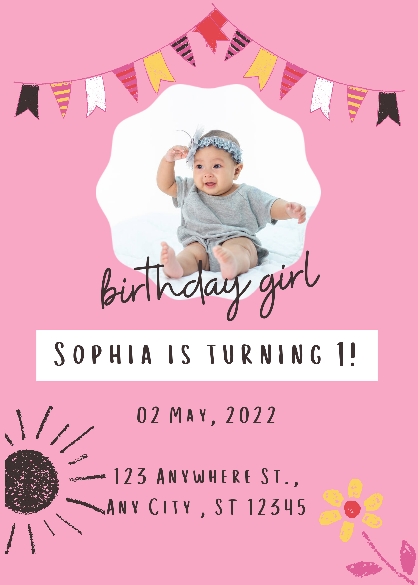 birthday girl
Sophia is turning 1!
02 May, 2022
123 Anywhere St.,
Any City , ST 12345